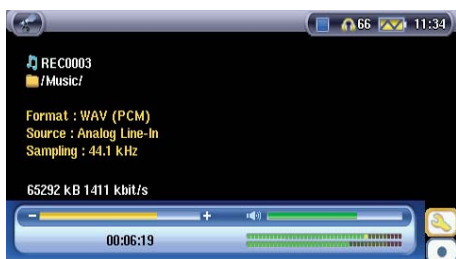 66 11:34
REC0003
/Music/
Format : WAV (PCM)
Source : Analog Line-In
Sampling : 44.1 kHz
65292 kB 1411 kbit/s
- +
00:06:19